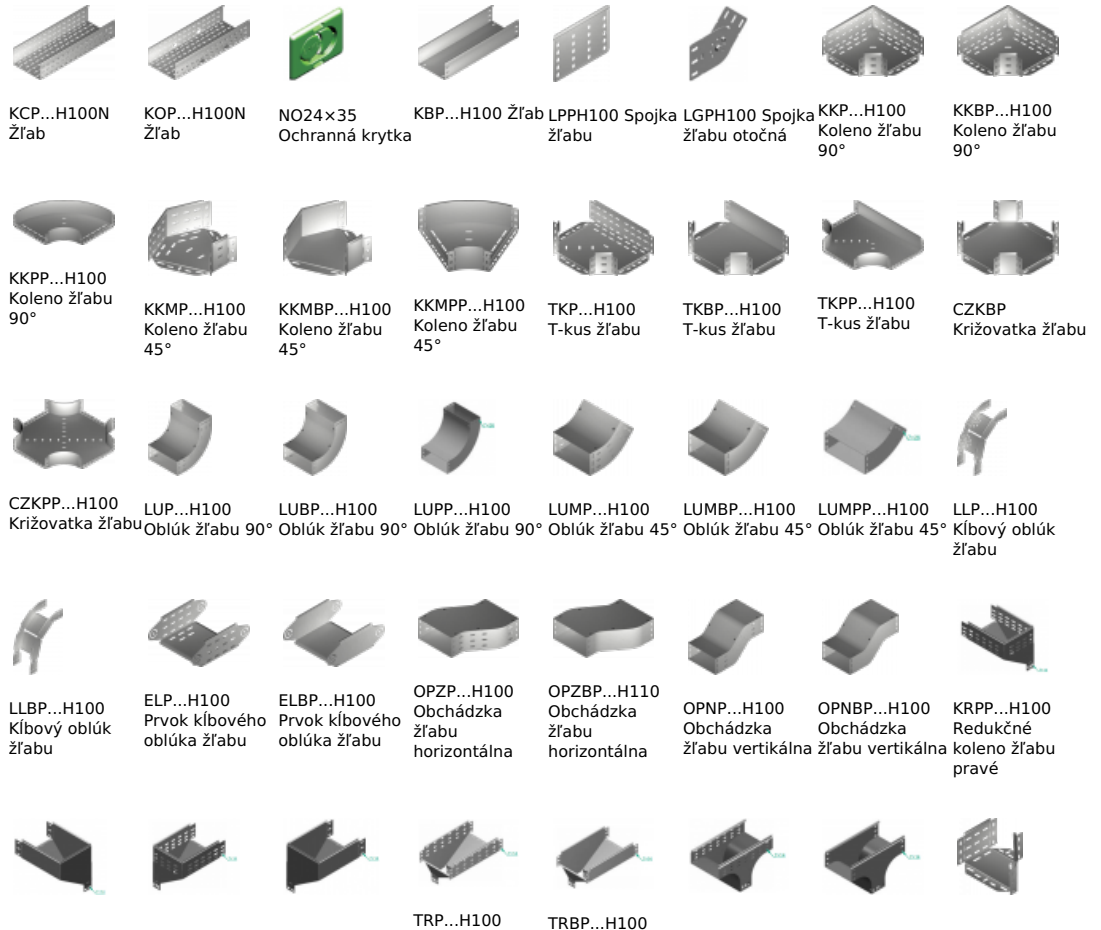 KCP...H100N
Žľab
KOP...H100N
Žľab
NO24×35
Ochranná krytka
KBP...H100 Žľab
LPPH100 Spojka
žľabu
LGPH100 Spojka
žľabu otočná
KKP...H100
Koleno žľabu
90°
KKBP...H100
Koleno žľabu
90°
KKPP...H100
Koleno žľabu
90°
KKMP...H100
Koleno žľabu
45°
KKMBP...H100
Koleno žľabu
45°
KKMPP...H100
Koleno žľabu
45°
TKP...H100
T-kus žľabu
TKBP...H100
T-kus žľabu
TKPP...H100
T-kus žľabu
CZKBP
Križovatka žľabu
CZKPP...H100
Križovatka žľabu
LUP...H100
Oblúk žľabu 90°
LUBP...H100
Oblúk žľabu 90°
LUPP...H100
Oblúk žľabu 90°
LUMP...H100
Oblúk žľabu 45°
LUMBP...H100
Oblúk žľabu 45°
LUMPP...H100
Oblúk žľabu 45°
LLP...H100
Kĺbový oblúk
žľabu
LLBP...H100
Kĺbový oblúk
žľabu
ELP...H100
Prvok kĺbového
oblúka žľabu
ELBP...H100
Prvok kĺbového
oblúka žľabu
OPZP...H100
Obchádzka
žľabu
horizontálna
OPZBP...H110
Obchádzka
žľabu
horizontálna
OPNP...H100
Obchádzka
žľabu vertikálna
OPNBP...H100
Obchádzka
žľabu vertikálna
KRPP...H100
Redukčné
koleno žľabu
pravé
TRP...H100
TRBP...H100